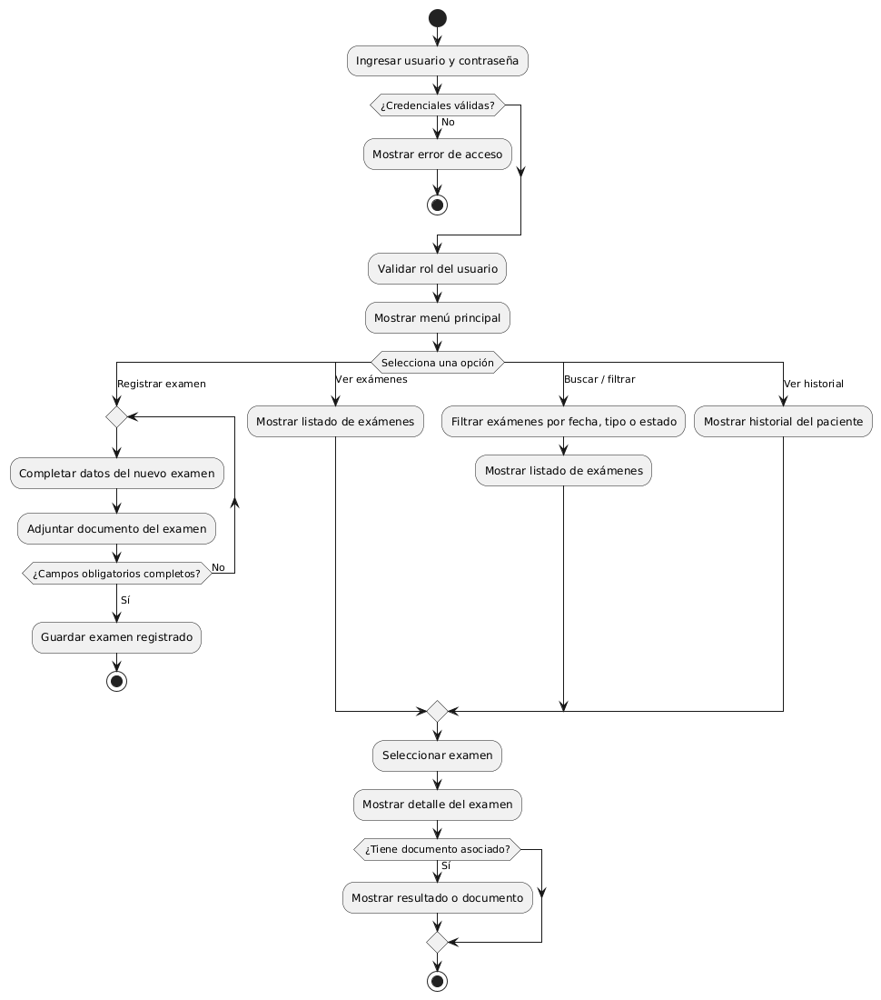 Ingresar usuario y contraseña
¿Credenciales válidas?
No
Mostrar error de acceso
Validar rol del usuario
Mostrar menú principal
Selecciona una opción
Registrar examen
Completar datos del nuevo examen
Adjuntar documento del examen
¿Campos obligatorios completos?
No
Sí
Guardar examen registrado
Ver exámenes
Mostrar listado de exámenes
Buscar / filtrar
Filtrar exámenes por fecha, tipo o estado
Mostrar listado de exámenes
Ver historial
Mostrar historial del paciente
Seleccionar examen
Mostrar detalle del examen
¿Tiene documento asociado?
Sí
Mostrar resultado o documento